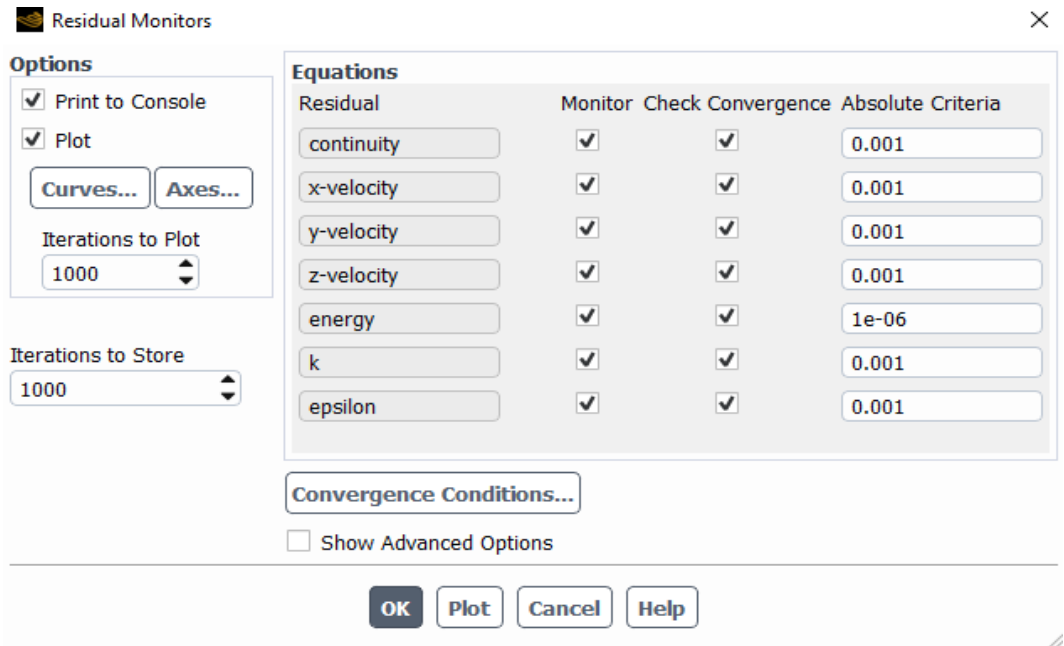 Residual Monitors
Options
Print to Console
Plot
Curves... Axes...
Iterations to Plot
1000
Iterations to Store
1000
Equations
Residual Monitor Check Convergence Absolute Criteria
continuity 0.001
x-velocity 0.001
y-velocity 0.001
z-velocity 0.001
energy 1e-06
k 0.001
epsilon 0.001
Convergence Conditions...
Show Advanced Options
OK Plot Cancel Help